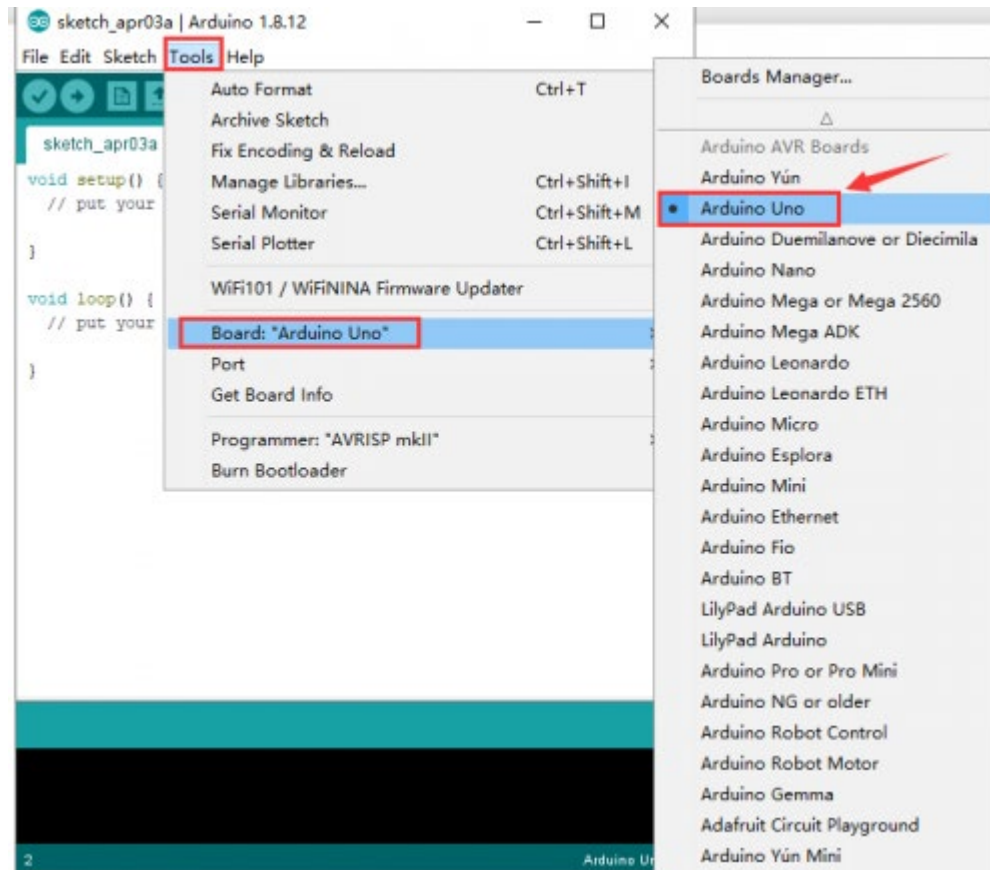 sketch_apr03a | Arduino 1.8.12
File Edit Sketch Tools Help
sketch_apr03a
void setup() {
// put your
}
void loop() {
// put your
}
Auto Format Ctrl+T
Archive Sketch
Fix Encoding & Reload
Manage Libraries... Ctrl+Shift+I
Serial Monitor Ctrl+Shift+M
Serial Plotter Ctrl+Shift+L
WiFi101 / WiFiNINA Firmware Updater
Board: "Arduino Uno"
Port
Get Board Info
Programmer: "AVRISP mkII"
Burn Bootloader
Boards Manager...
Arduino AVR Boards
Arduino Yún
Arduino Uno
Arduino Duemilanove or Diecimila
Arduino Nano
Arduino Mega or Mega 2560
Arduino Mega ADK
Arduino Leonardo
Arduino Leonardo ETH
Arduino Micro
Arduino Esplora
Arduino Mini
Arduino Ethernet
Arduino Fio
Arduino BT
LilyPad Arduino USB
LilyPad Arduino
Arduino Pro or Pro Mini
Arduino NG or older
Arduino Robot Control
Arduino Robot Motor
Arduino Gemma
Adafruit Circuit Playground
Arduino Yún Mini
2 Arduino